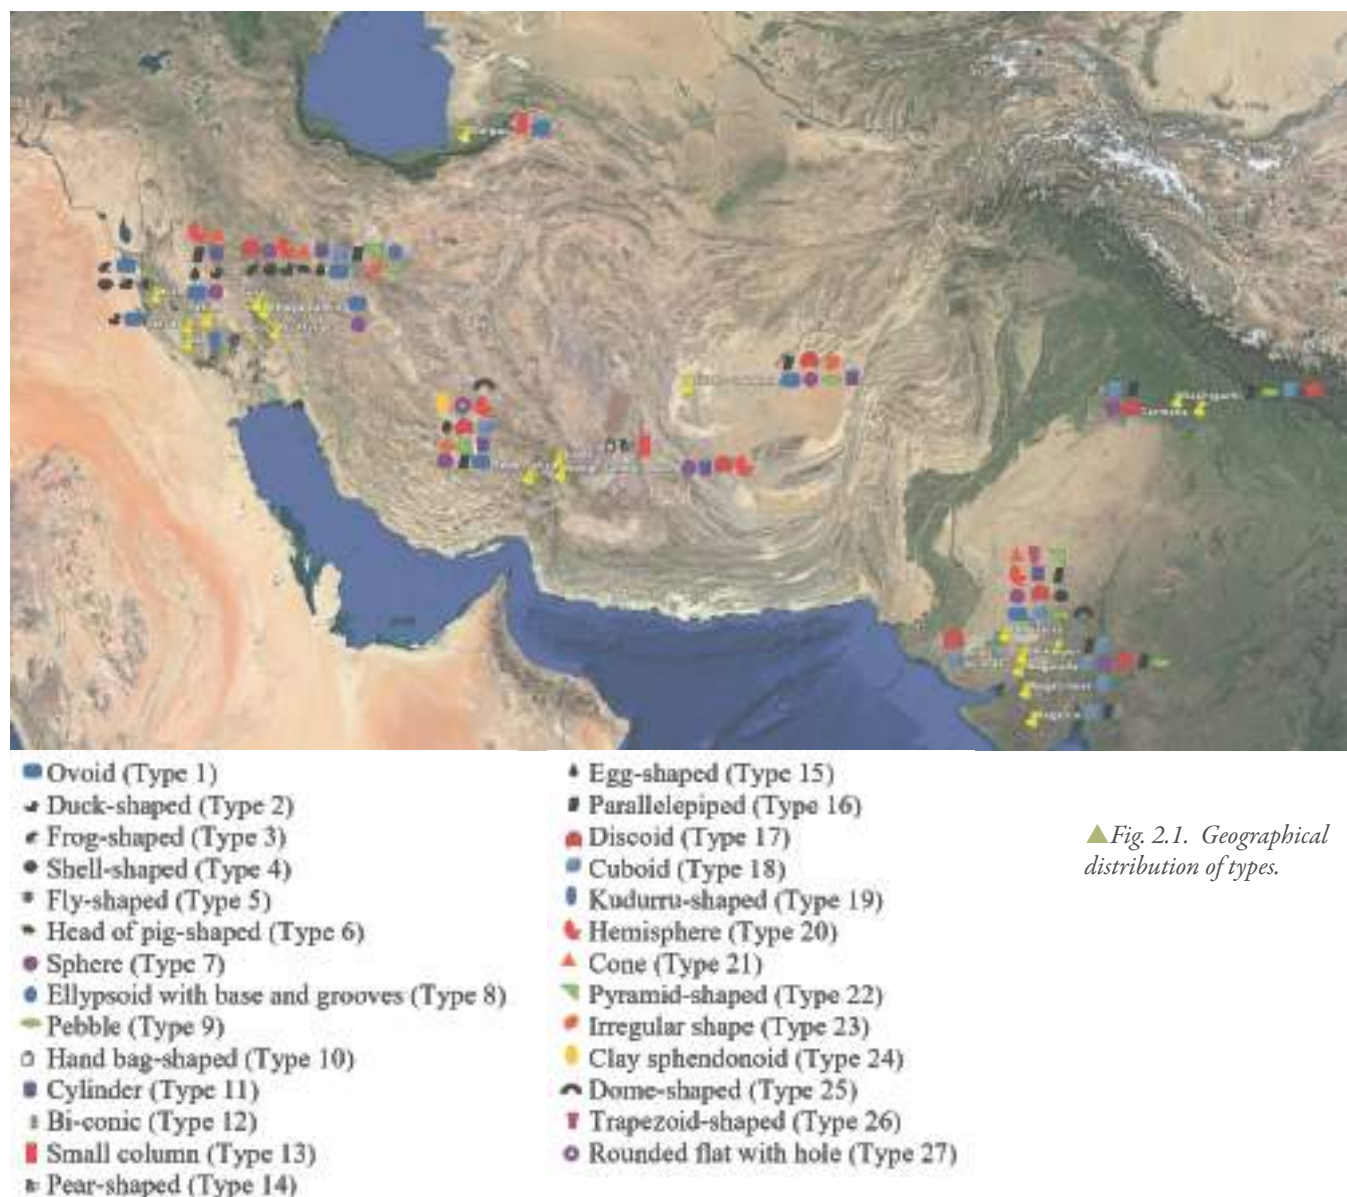 Ovoid (Type 1)
Duck-shaped (Type 2)
Frog-shaped (Type 3)
Shell-shaped (Type 4)
Fly-shaped (Type 5)
Head of pig-shaped (Type 6)
Sphere (Type 7)
Ellypsoid with base and grooves (Type 8)
Pebble (Type 9)
Hand bag-shaped (Type 10)
Cylinder (Type 11)
Bi-conic (Type 12)
Small column (Type 13)
Pear-shaped (Type 14)
Egg-shaped (Type 15)
Parallelepiped (Type 16)
Discoid (Type 17)
Cuboid (Type 18)
Kudurru-shaped (Type 19)
Hemisphere (Type 20)
Cone (Type 21)
Pyramid-shaped (Type 22)
Irregular shape (Type 23)
Clay sphendonoid (Type 24)
Dome-shaped (Type 25)
Trapezoid-shaped (Type 26)
Rounded flat with hole (Type 27)
Fig. 2.1. Geographical
distribution of types.